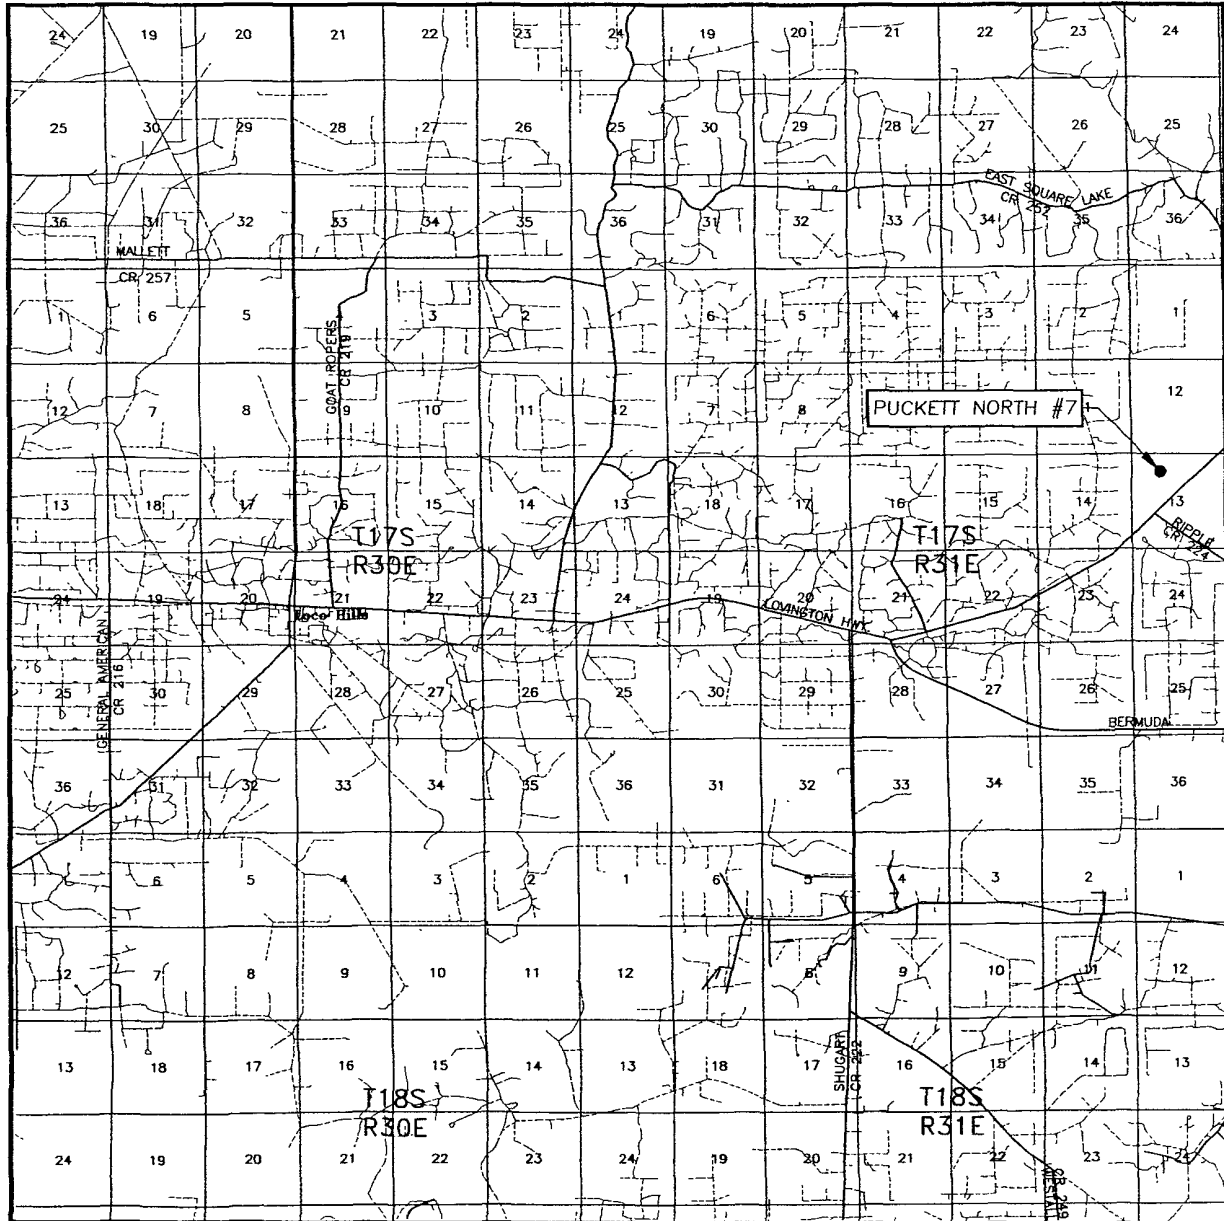 24 19 20 21 22 23 24 19 20 21 22 23 24
25 30 29 28 27 26 25 30 29 28 27 26 25
EAST SQUARE LAKE
CR 257
36 31 32 33 34 35 36 31 32 33 34 35 36
MALLETT
CR 257
1 6 5 4 3 2 1 6 5 4 3 2 1
GOAT ROPERS
CR 219
12 7 8 9 10 11 12 7 8 12
PUCKETT NORTH #7
13 18 17 16 15 14 13 18 17 16 15 14 13
RIPPLE
CR 224
T17S
R30E
T17S
R31E
24 19 20 21 22 23 24 19 20 21 22 23 24
Loco Hills
LOVINGTON HWY
GENERAL AMERICAN
CR 216
25 30 29 28 27 26 25 30 29 28 27 26 25
BERMUDA
36 31 32 33 34 35 36 31 32 33 34 35 36
1 6 5 4 3 2 1 6 5 4 3 2 1
12 7 8 9 10 11 12 7 8 9 10 11 12
SHUGART
CR 222
13 18 17 16 15 14 13 18 17 16 15 14 13
T18S
R30E
T18S
R31E
24 19 20 21 22 23 24 19 20 21 22 23 24
CR 249